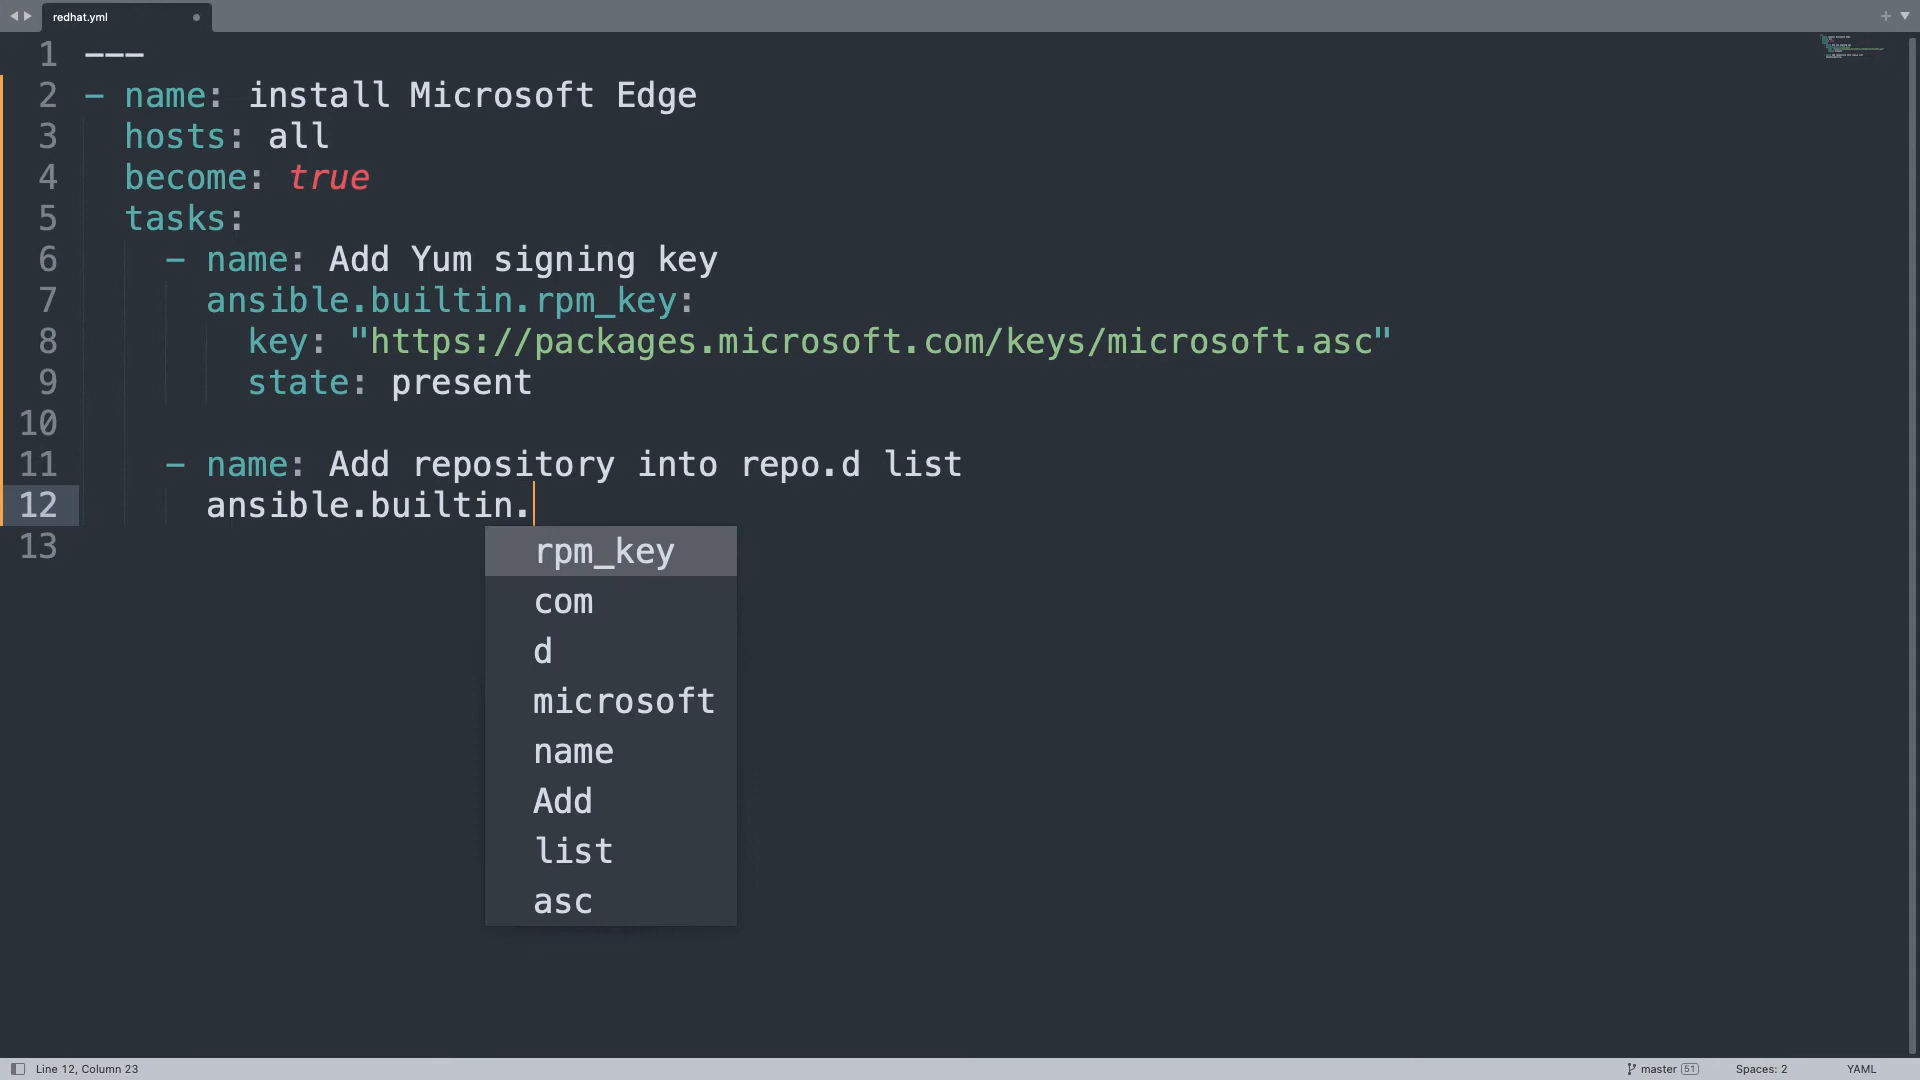 redhat.yml
1 ---
2 - name: install Microsoft Edge
3 hosts: all
4 become: true
5 tasks:
6 - name: Add Yum signing key
7 ansible.builtin.rpm_key:
8 key: "https://packages.microsoft.com/keys/microsoft.asc"
9 state: present
10
11 - name: Add repository into repo.d list
12 ansible.builtin.
13
rpm_key
com
d
microsoft
name
Add
list
asc
Line 12, Column 23
master 51
Spaces: 2
YAML